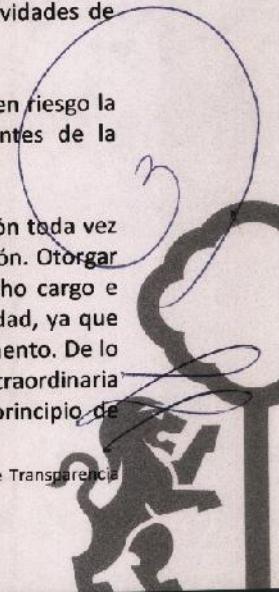 vidades de
en riesgo la
ntes de la
ón toda vez
ón. Otorgar
ho cargo e
dad, ya que
mento. De lo
traordinaria
principio de
e Transparencia